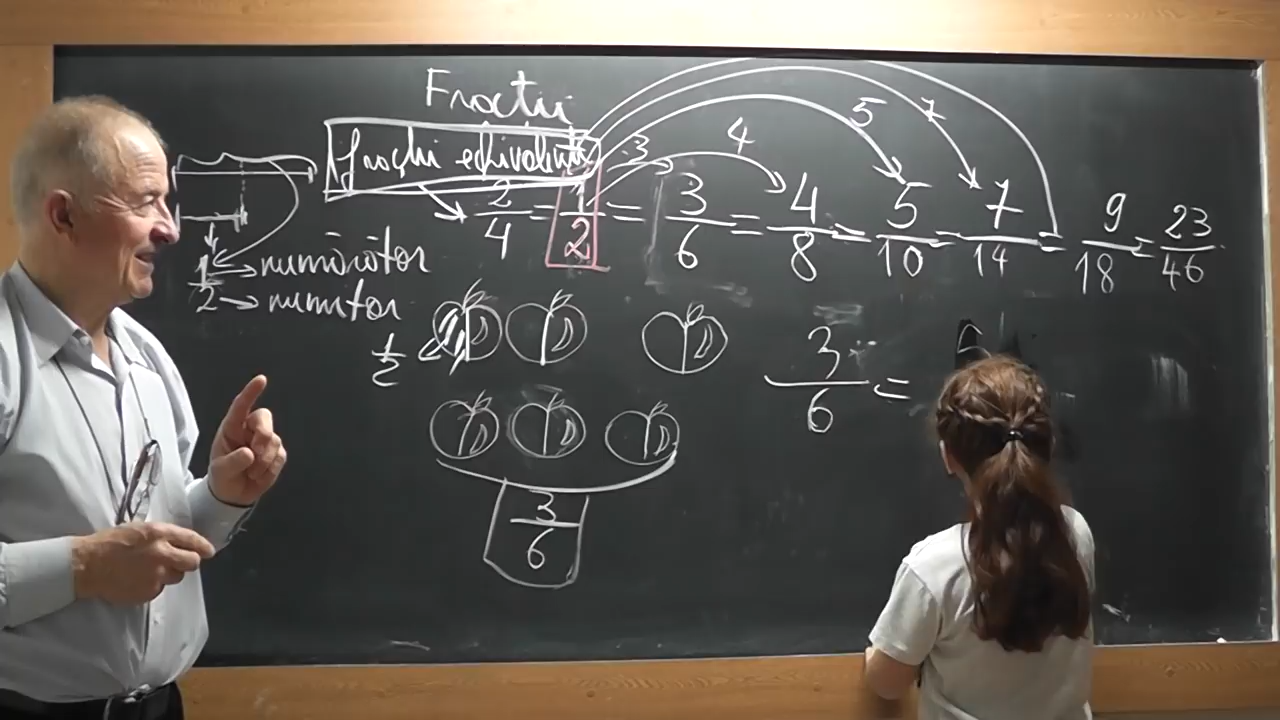 Fracții
fracții echivalente
3 4 5 7
2/4 = 1/2 = 3/6 = 4/8 = 5/10 = 7/14 = 9/18 = 23/46
1 → numărător
2 → numitor
1/2
3/6 =
3/6